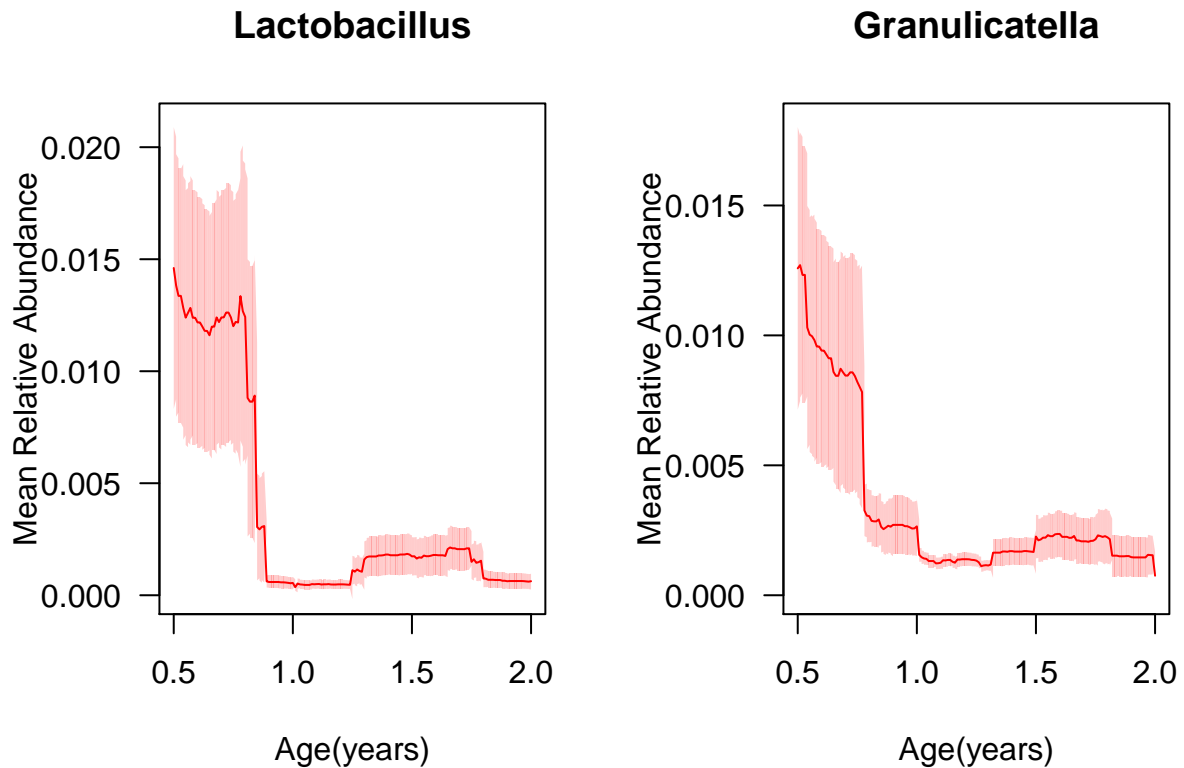 Lactobacillus
Mean Relative Abundance
0.020
0.015
0.010
0.005
0.000
0.5 1.0 1.5 2.0
Age(years)
Granulicatella
Mean Relative Abundance
0.015
0.010
0.005
0.000
0.5 1.0 1.5 2.0
Age(years)